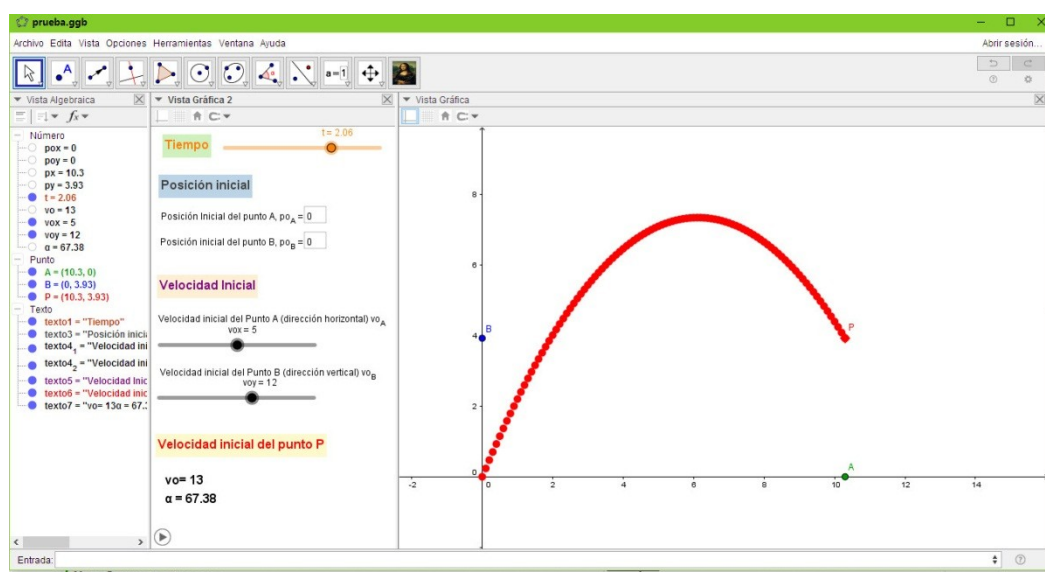 prueba.ggb
Archivo Edita Vista Opciones Herramientas Ventana Ayuda
Abrir sesión...
a=1
Vista Algebraica
Vista Gráfica 2
Vista Gráfica
Número
pox = 0
poy = 0
px = 10.3
py = 3.93
t = 2.06
vo = 13
vox = 5
voy = 12
α = 67.38
Punto
A = (10.3, 0)
B = (0, 3.93)
P = (10.3, 3.93)
Texto
texto1 = "Tiempo"
texto3 = "Posición inici
texto4₁ = "Velocidad ini
texto4₂ = "Velocidad ini
texto5 = "Velocidad Inic
texto6 = "Velocidad inic
texto7 = "vo= 13α = 67.
t = 2.06
Tiempo
Posición inicial
Posición Inicial del punto A, po_A = 0
Posición inicial del punto B, po_B = 0
Velocidad Inicial
Velocidad inicial del Punto A (dirección horizontal) vo_A
vox = 5
Velocidad inicial del Punto B (dirección vertical) vo_B
voy = 12
Velocidad inicial del punto P
vo= 13
α = 67.38
8
6
4
2
0
B
P
A
-2 0 2 4 6 8 10 12 14
Entrada: